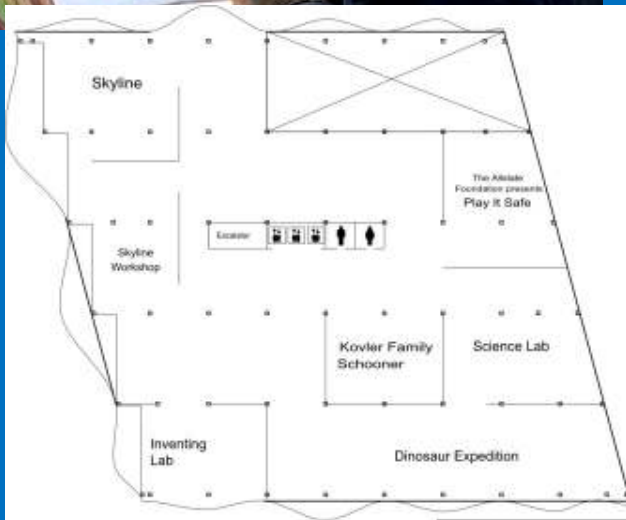 Skyline
The Allstate
Foundation presents
Play It Safe
Escalator
Skyline
Workshop
Kovler Family
Schooner
Science Lab
Inventing
Lab
Dinosaur Expedition